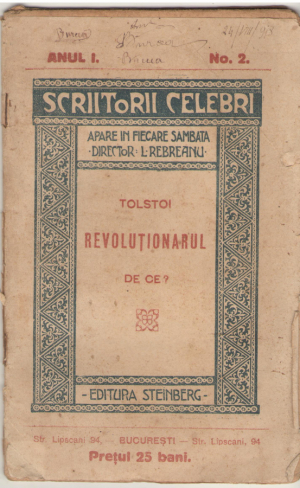 ANUL I.
No. 2.
SCRIITORII CELEBRI
APARE IN FIECARE SAMBATA
·DIRECTOR: L·REBREANU·
TOLSTOI
REVOLUȚIONARUL
DE CE?
-EDITURA STEINBERG-
Str. Lipscani, 94. — BUCUREȘTI — Str. Lipscani, 94
Prețul 25 bani.